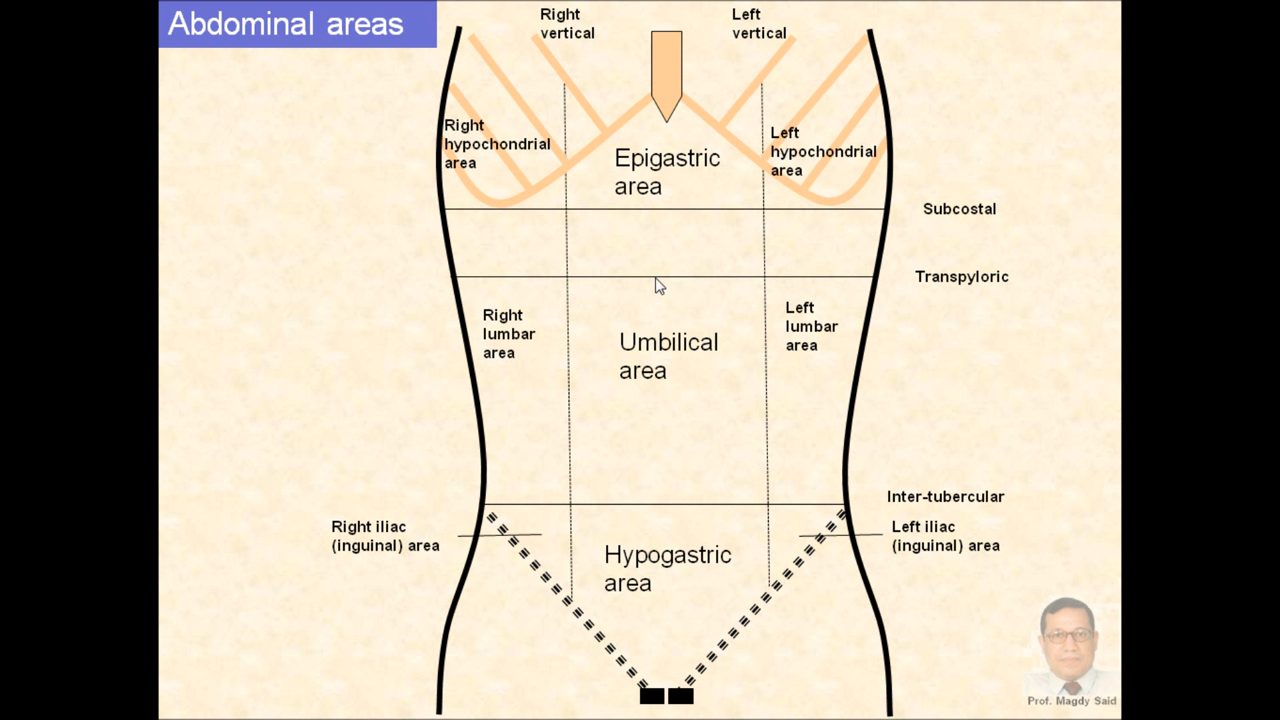 Abdominal areas
Right
vertical
Left
vertical
Right
hypochondrial
area
Epigastric
area
Left
hypochondrial
area
Subcostal
Transpyloric
Right
lumbar
area
Umbilical
area
Left
lumbar
area
Inter-tubercular
Right iliac
(inguinal) area
Hypogastric
area
Left iliac
(inguinal) area
Prof. Magdy Said